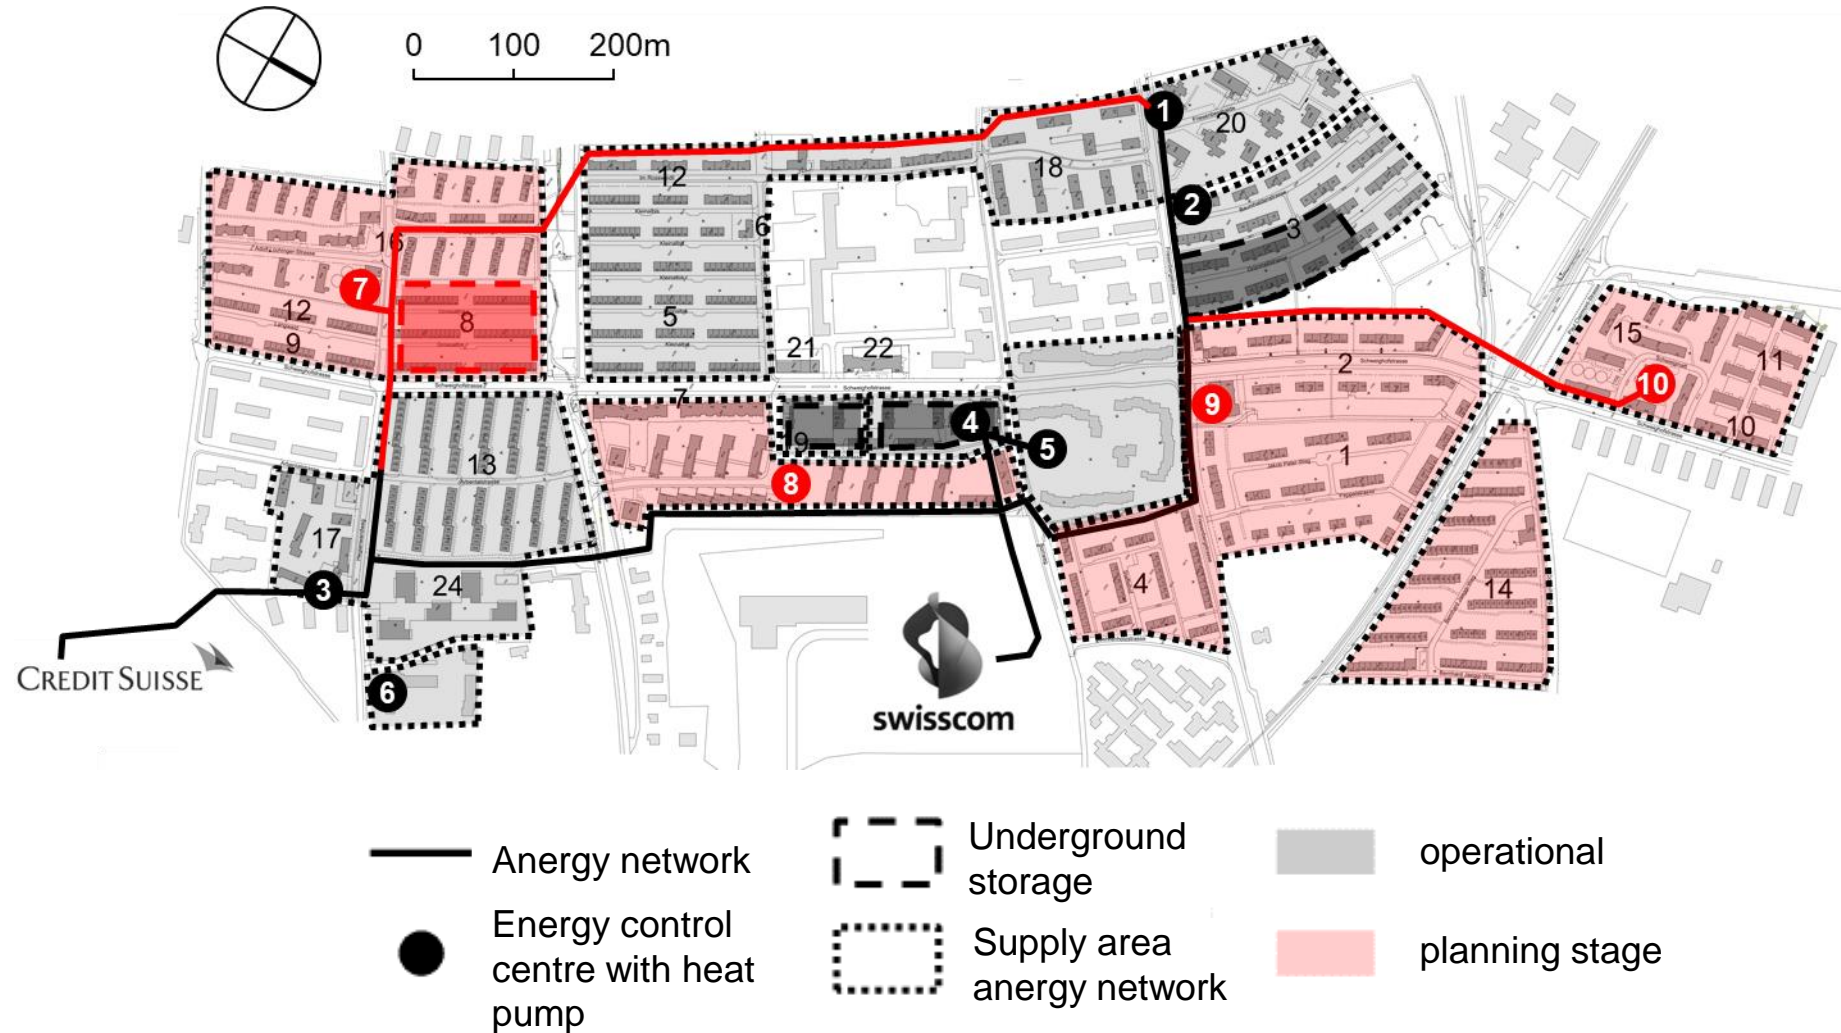 0 100 200m
1
20
12
18
2
3
6
16
7
12
8
5
9
21
22
2
15
11
10
7
9
4
5
9
10
13
8
1
17
3
24
4
14
6
CREDIT SUISSE
swisscom
Anergy network
Underground
storage
operational
Energy control
centre with heat
pump
Supply area
anergy network
planning stage